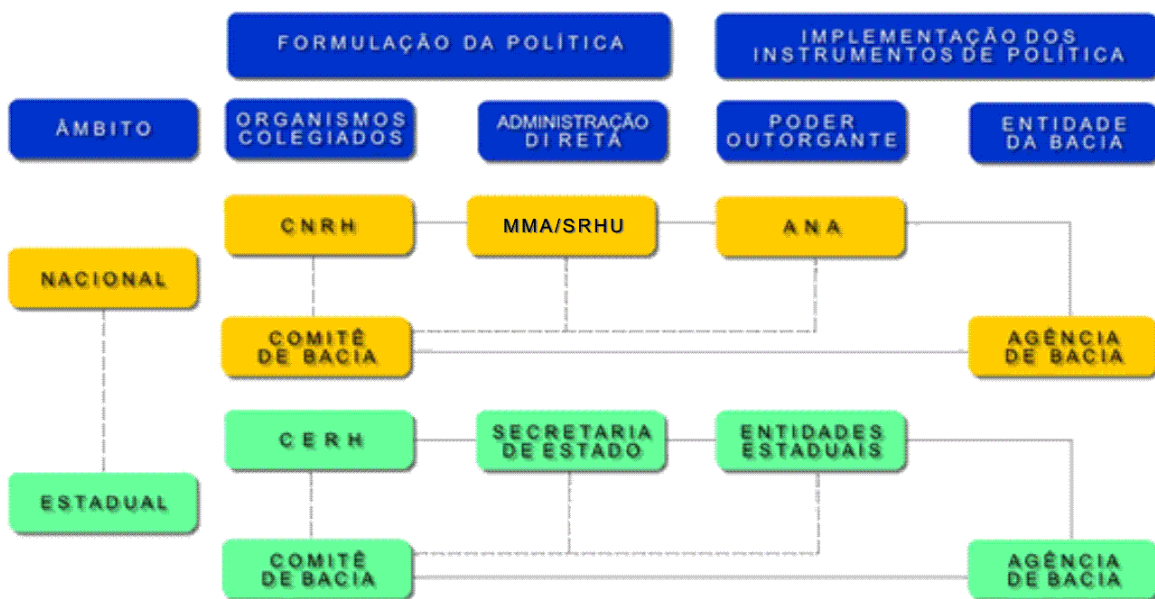 FORMULAÇÃO DA POLÍTICA
IMPLEMENTAÇÃO DOS
INSTRUMENTOS DE POLÍTICA
ÂMBITO
ORGANISMOS
COLEGIADOS
ADMINISTRAÇÃO
DIRETA
PODER
OUTORGANTE
ENTIDADE
DA BACIA
NACIONAL
CNRH
MMA/SRHU
ANA
COMITÊ
DE BACIA
AGÊNCIA
DE BACIA
ESTADUAL
CERH
SECRETARIA
DE ESTADO
ENTIDADES
ESTADUAIS
COMITÊ
DE BACIA
AGÊNCIA
DE BACIA